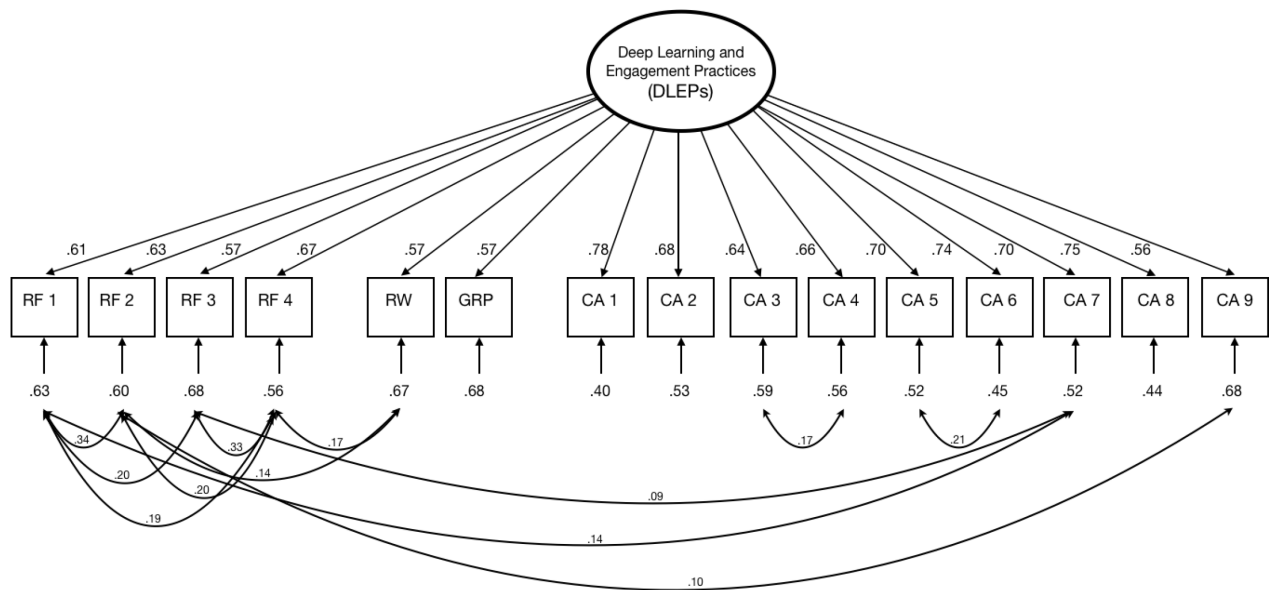 Deep Learning and
Engagement Practices
(DLEPs)
.61 .63 .57 .67 .57 .57 .78 .68 .64 .66 .70 .74 .70 .75 .56
RF 1 RF 2 RF 3 RF 4 RW GRP CA 1 CA 2 CA 3 CA 4 CA 5 CA 6 CA 7 CA 8 CA 9
.63 .60 .68 .56 .67 .68 .40 .53 .59 .56 .52 .45 .52 .44 .68
.34 .33 .17 .17 .21
.20 .14
.20 .09
.19
.14
.10